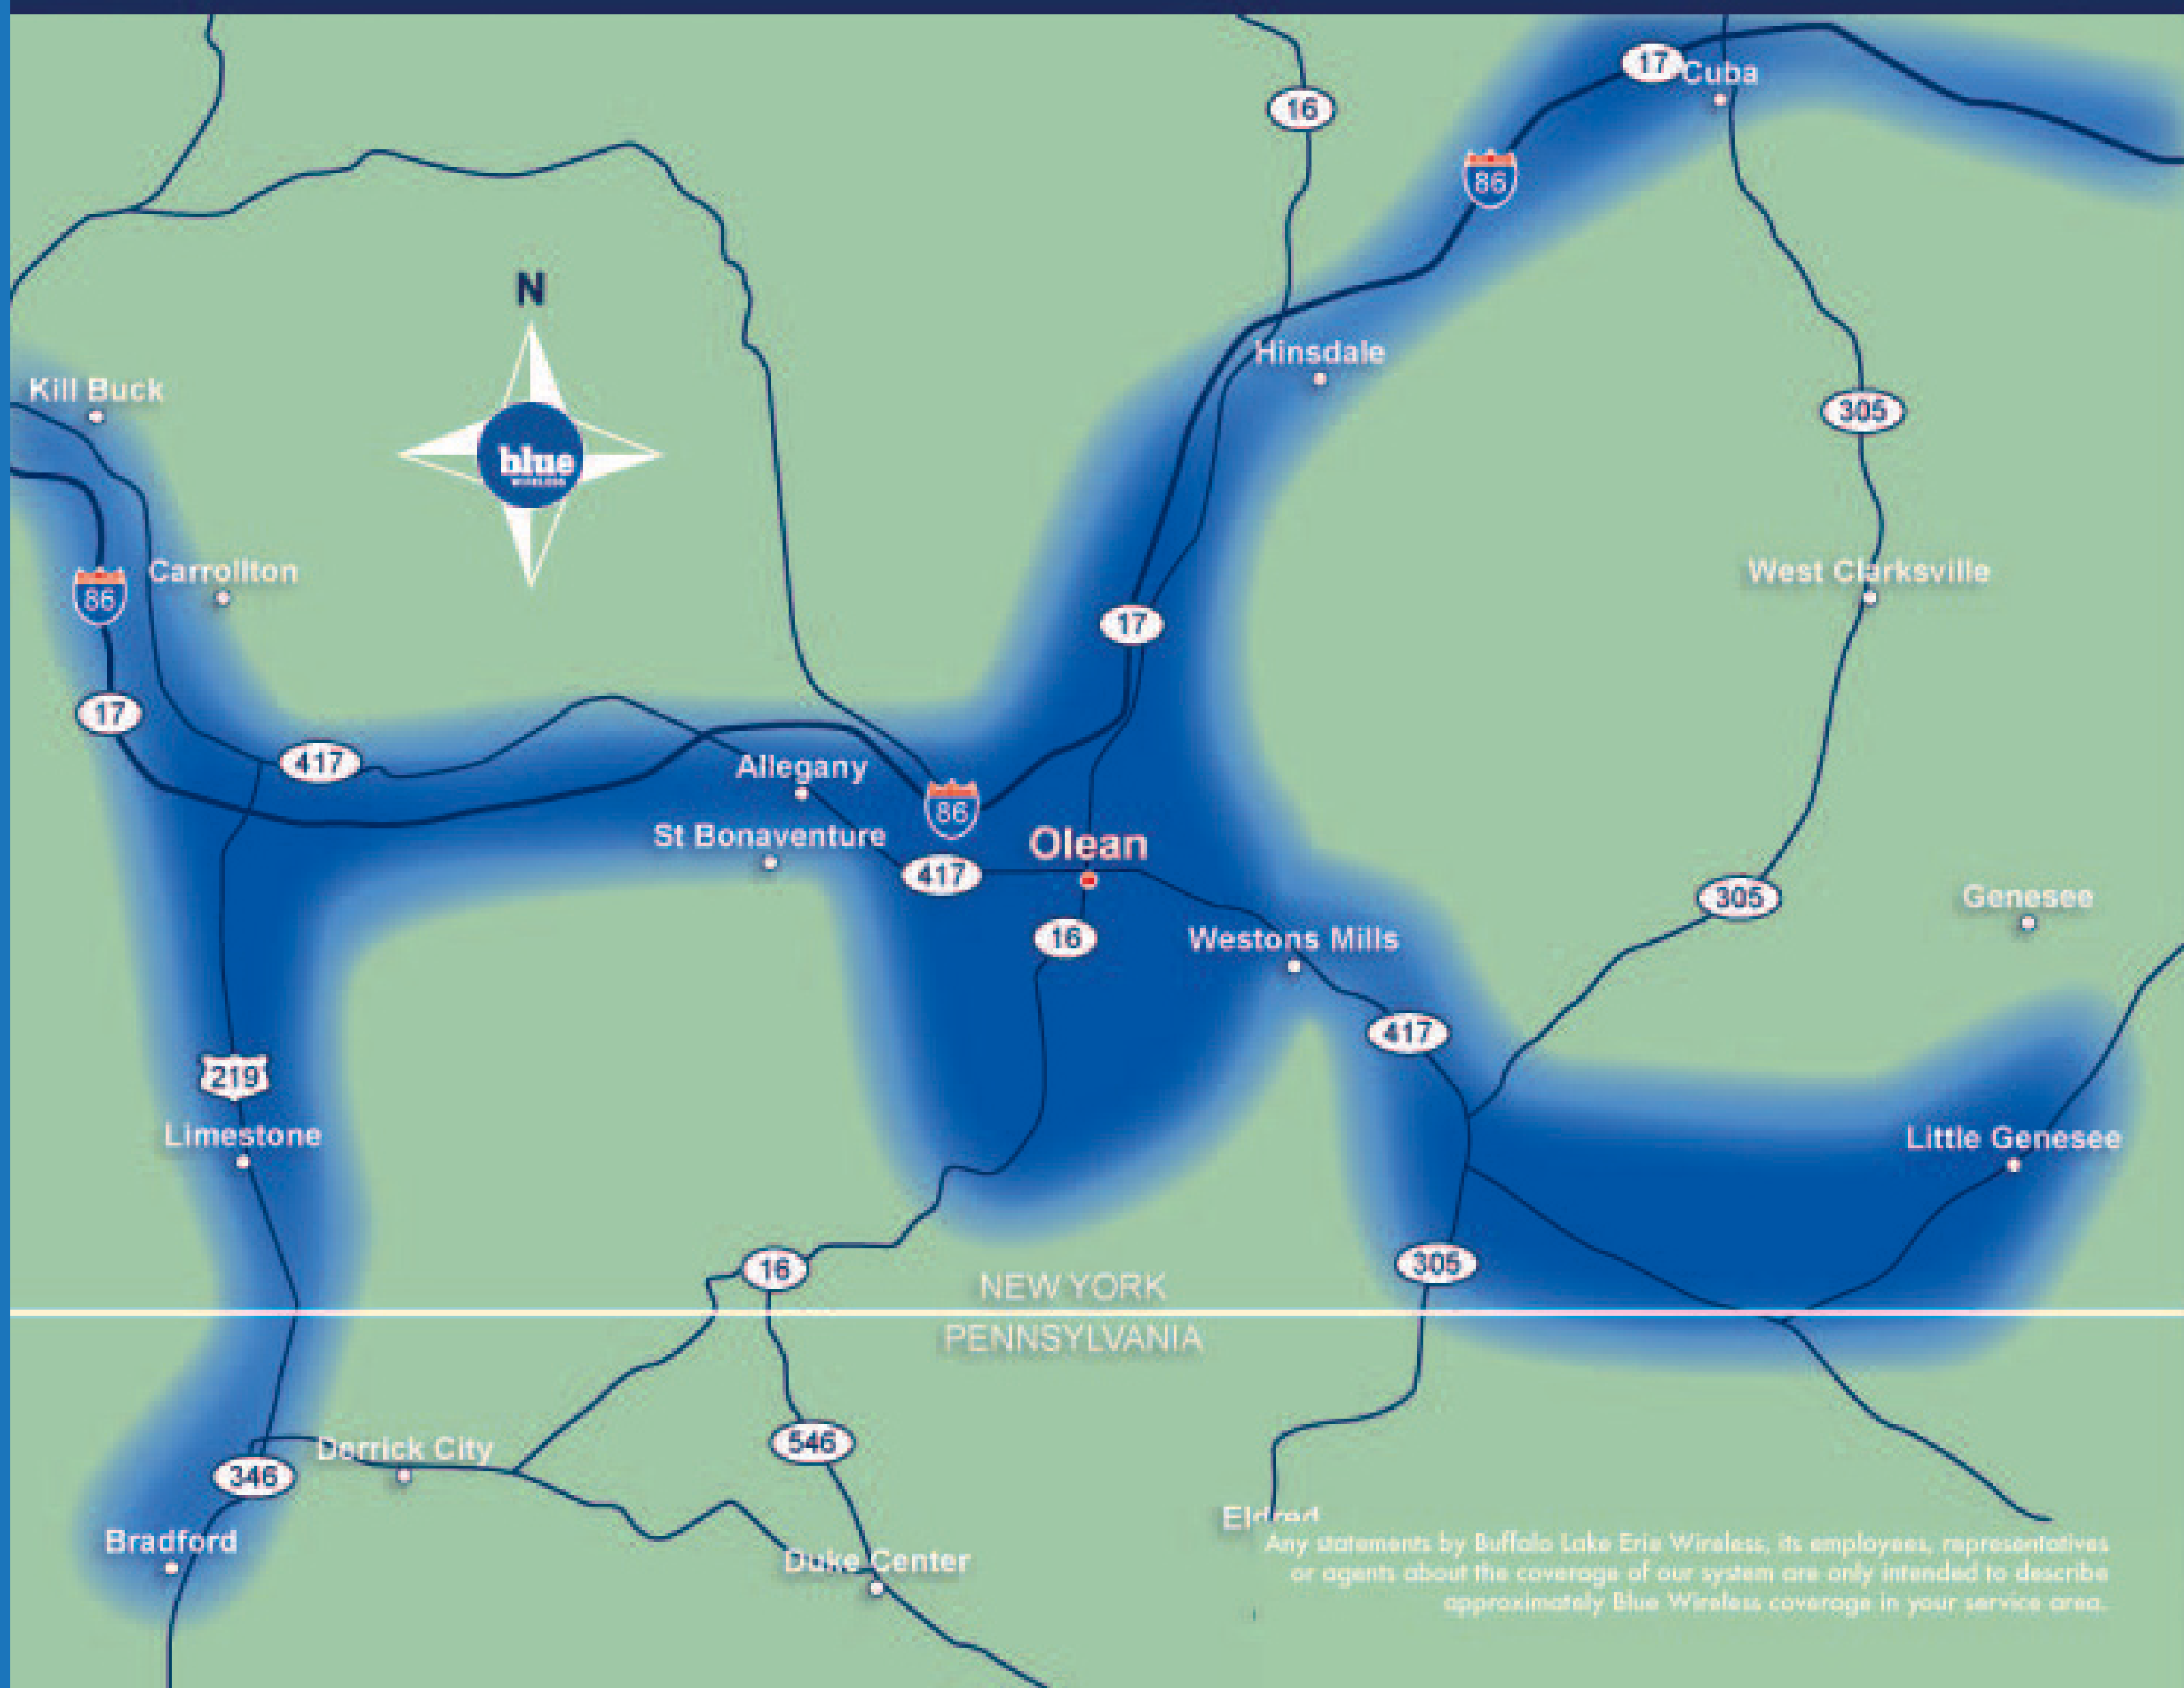 17
Cuba
16
86
N
Hinsdale
Kill Buck
305
blue
WIRELESS
Carrollton
West Clarksville
86
17
17
417
Allegany
86
St Bonaventure
Olean
417
305
Genesee
16
Westons Mills
417
219
Limestone
Little Genesee
305
16
NEW YORK
PENNSYLVANIA
546
Derrick City
346
Eldred
Bradford
Duke Center
Any statements by Buffalo Lake Erie Wireless, its employees, representatives
or agents about the coverage of our system are only intended to describe
approximately Blue Wireless coverage in your service area.